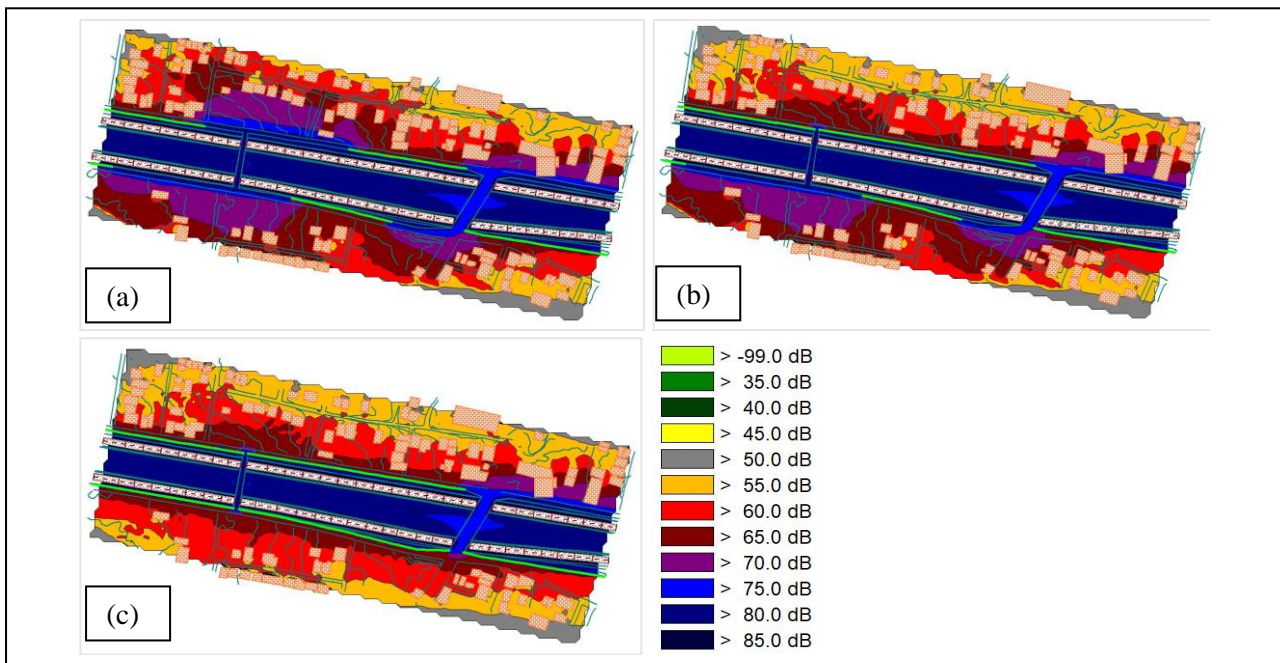 (a)
(b)
(c)
> -99.0 dB
> 35.0 dB
> 40.0 dB
> 45.0 dB
> 50.0 dB
> 55.0 dB
> 60.0 dB
> 65.0 dB
> 70.0 dB
> 75.0 dB
> 80.0 dB
> 85.0 dB